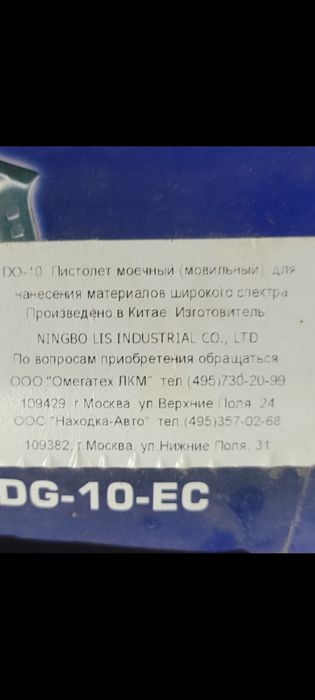 DO-10 Пистолет моечный (мовильный), для
нанесения материалов широкого спектра
Произведено в Китае Изготовитель:
NINGBO LIS INDUSTRIAL CO., LTD
По вопросам приобретения обращаться
ООО "Омегатех ЛКМ" тел (495)730-20-99
109429 г Москва, ул Верхние Поля, 24
ООО "Находка-Авто" тел.(495)357-02-68
109382, г Москва, ул.Нижние Поля, 31
DG-10-EC